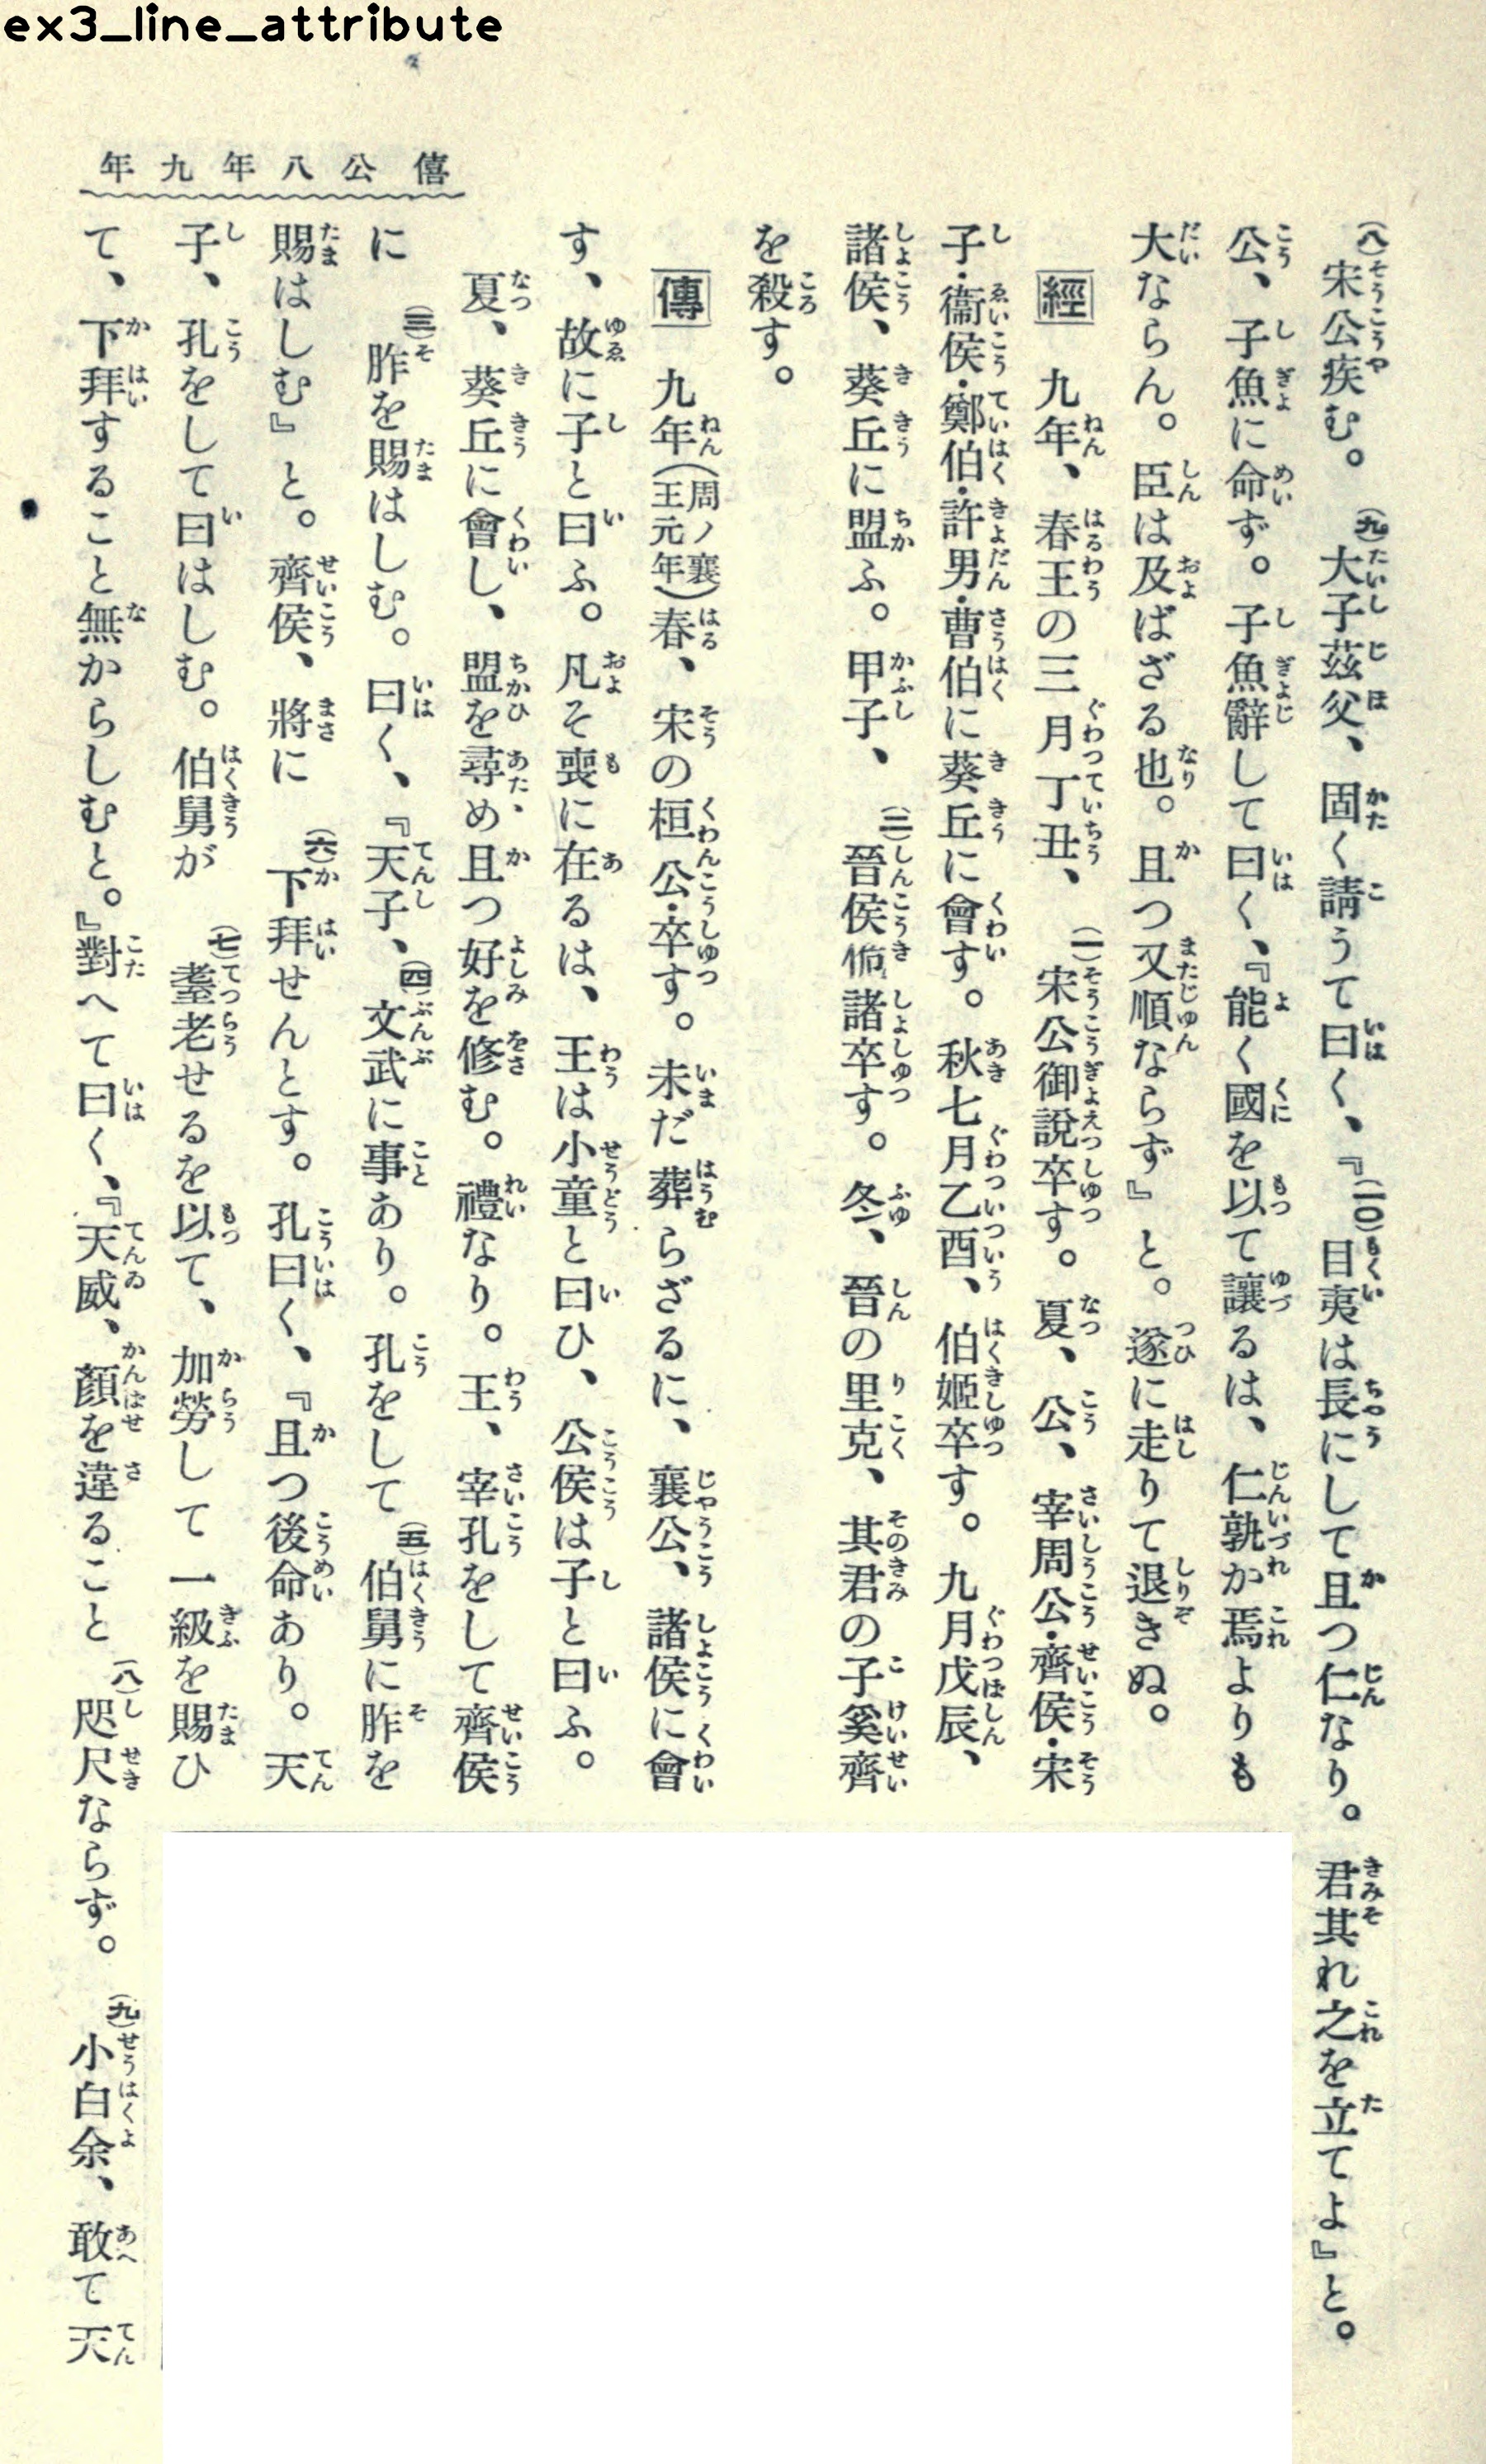 ex3_line_attribute
僖公八年九年
(八)宋公疾む。(九)大子茲父、固く請うて曰く、『(一〇)目夷は長にして且つ仁なり。君其れ之を立てよ』と。
公、子魚に命ず。子魚辭して曰く、『能く國を以て讓るは、仁孰か焉よりも
大ならん。臣は及ばざる也。且つ又順ならず』と。遂に走りて退きぬ。
經 九年、春王の三月丁丑、(一)宋公御說卒す。夏、公、宰周公・齊侯・宋
子・衞侯・鄭伯・許男・曹伯に葵丘に會す。秋七月乙酉、伯姬卒す。九月戊辰、
諸侯、葵丘に盟ふ。甲子、(二)晉侯佹諸卒す。冬、晉の里克、其君の子奚齊
を殺す。
傳 九年(周ノ襄王元年)春、宋の桓公・卒す。未だ葬らざるに、襄公、諸侯に會
す、故に子と曰ふ。凡そ喪に在るは、王は小童と曰ひ、公侯は子と曰ふ。
夏、葵丘に會し、盟を尋め且つ好を修む。禮なり。王、宰孔をして齊侯
に(三)胙を賜はしむ。曰く、『天子、(四)文武に事あり。孔をして(五)伯舅に胙を
賜はしむ』と。齊侯、將に(六)下拜せんとす。孔曰く、『且つ後命あり。天
子、孔をして曰はしむ。伯舅が(七)耋老せるを以て、加勞して一級を賜ひ
て、下拜すること無からしむと。』對へて曰く、『天威、顏を違ること(八)咫尺ならず。(九)小白余、敢て天